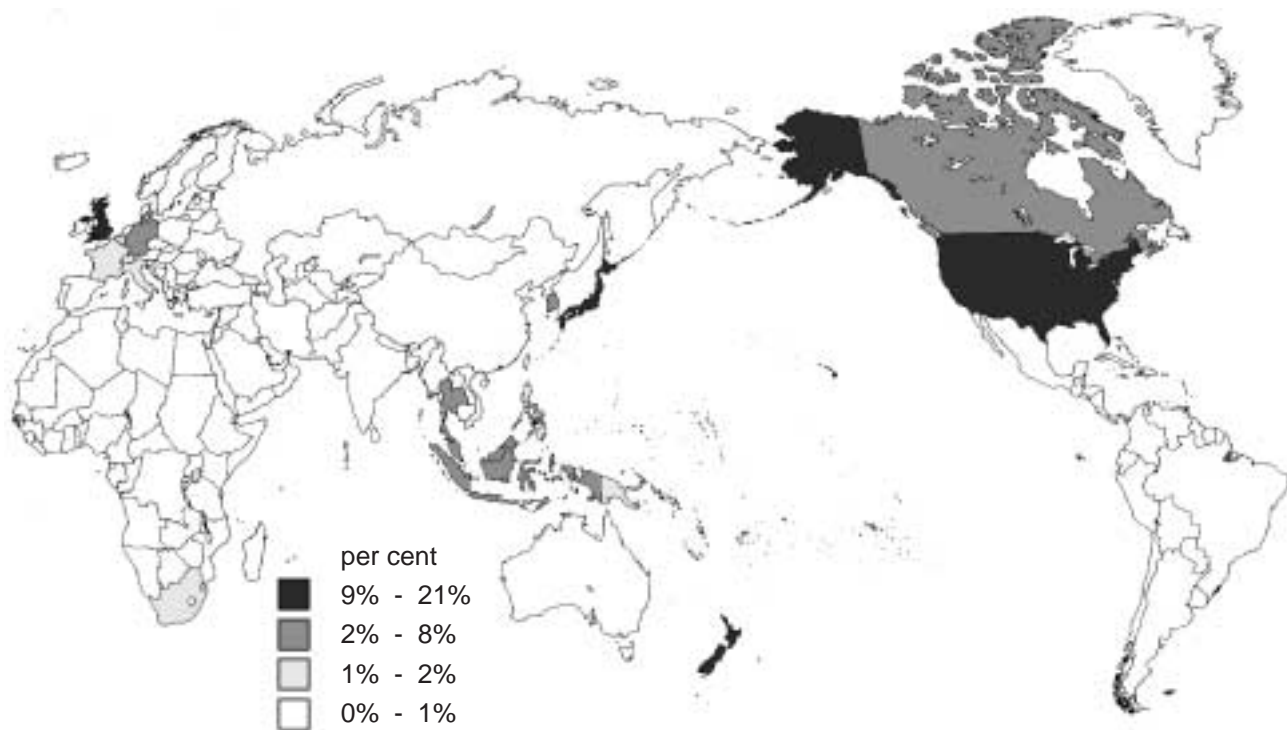 per cent
9% - 21%
2% - 8%
1% - 2%
0% - 1%